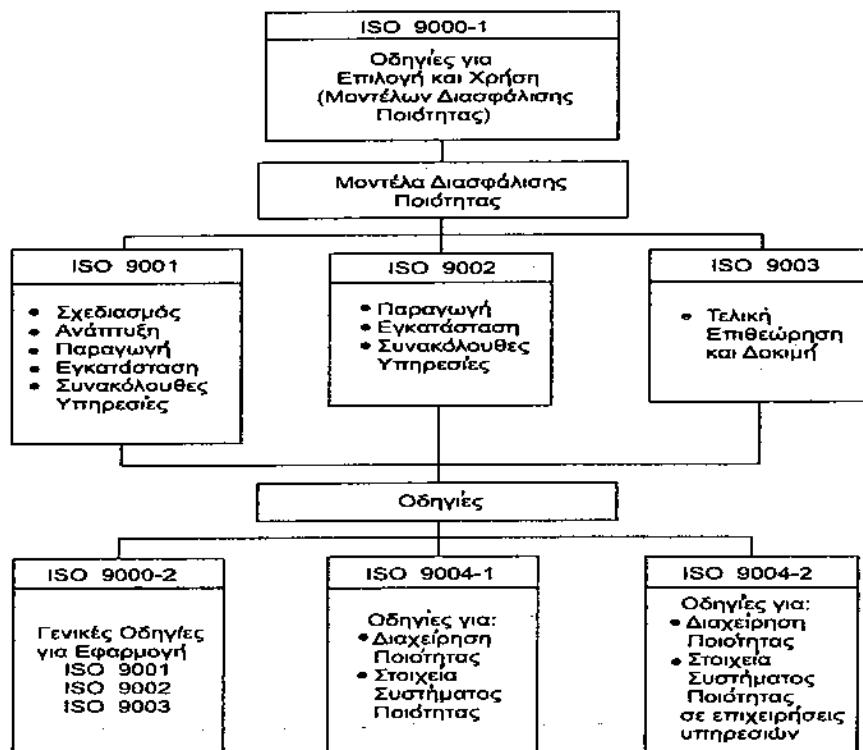 ISO 9000-1
Οδηγίες για
Επιλογή και Χρήση
(Μοντέλων Διασφάλισης
Ποιότητας)
Μοντέλα Διασφάλισης
Ποιότητας
ISO 9001
• Σχεδιασμός
• Ανάπτυξη
• Παραγωγή
• Εγκατάσταση
• Συνακόλουθες
Υπηρεσίες
ISO 9002
• Παραγωγή
• Εγκατάσταση
• Συνακόλουθες
Υπηρεσίες
ISO 9003
• Τελική
Επιθεώρηση
και Δοκιμή
Οδηγίες
ISO 9000-2
Γενικές Οδηγίες
για Εφαρμογή
ISO 9001
ISO 9002
ISO 9003
ISO 9004-1
Οδηγίες για:
• Διαχείρηση
Ποιότητας
• Στοιχεία
Συστήματος
Ποιότητας
ISO 9004-2
Οδηγίες για:
• Διαχείρηση
Ποιότητας
• Στοιχεία
Συστήματος
Ποιότητας
σε επιχειρήσεις
υπηρεσιών